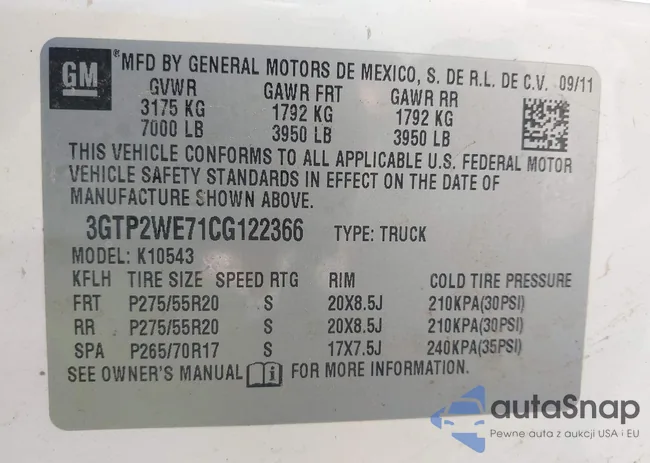 GM ® MFD BY GENERAL MOTORS DE MEXICO, S. DE R.L. DE C.V. 09/11
GVWR GAWR FRT GAWR RR
3175 KG 1792 KG 1792 KG
7000 LB 3950 LB 3950 LB
THIS VEHICLE CONFORMS TO ALL APPLICABLE U.S. FEDERAL MOTOR
VEHICLE SAFETY STANDARDS IN EFFECT ON THE DATE OF
MANUFACTURE SHOWN ABOVE.
3GTP2WE71CG122366 TYPE: TRUCK
MODEL: K10543
KFLH TIRE SIZE SPEED RTG RIM COLD TIRE PRESSURE
FRT P275/55R20 S 20X8.5J 210KPA(30PSI)
RR P275/55R20 S 20X8.5J 210KPA(30PSI)
SPA P265/70R17 S 17X7.5J 240KPA(35PSI)
SEE OWNER'S MANUAL i FOR MORE INFORMATION.
autaSnap
Pewne auta z aukcji USA i EU